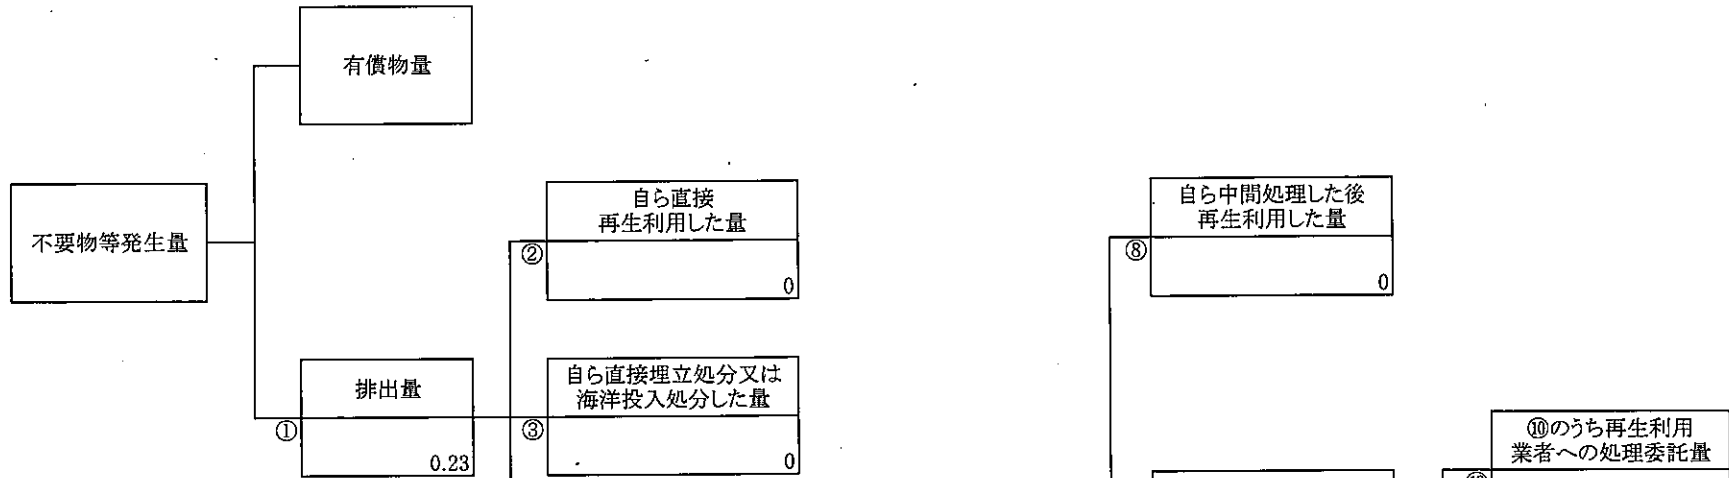 有償物量
不要物等発生量
自ら直接
再生利用した量
②
0
自ら中間処理した後
再生利用した量
⑧
0
排出量
①
0.23
自ら直接埋立処分又は
海洋投入処分した量
③
0
⑩のうち再生利用
業者への処理委託量